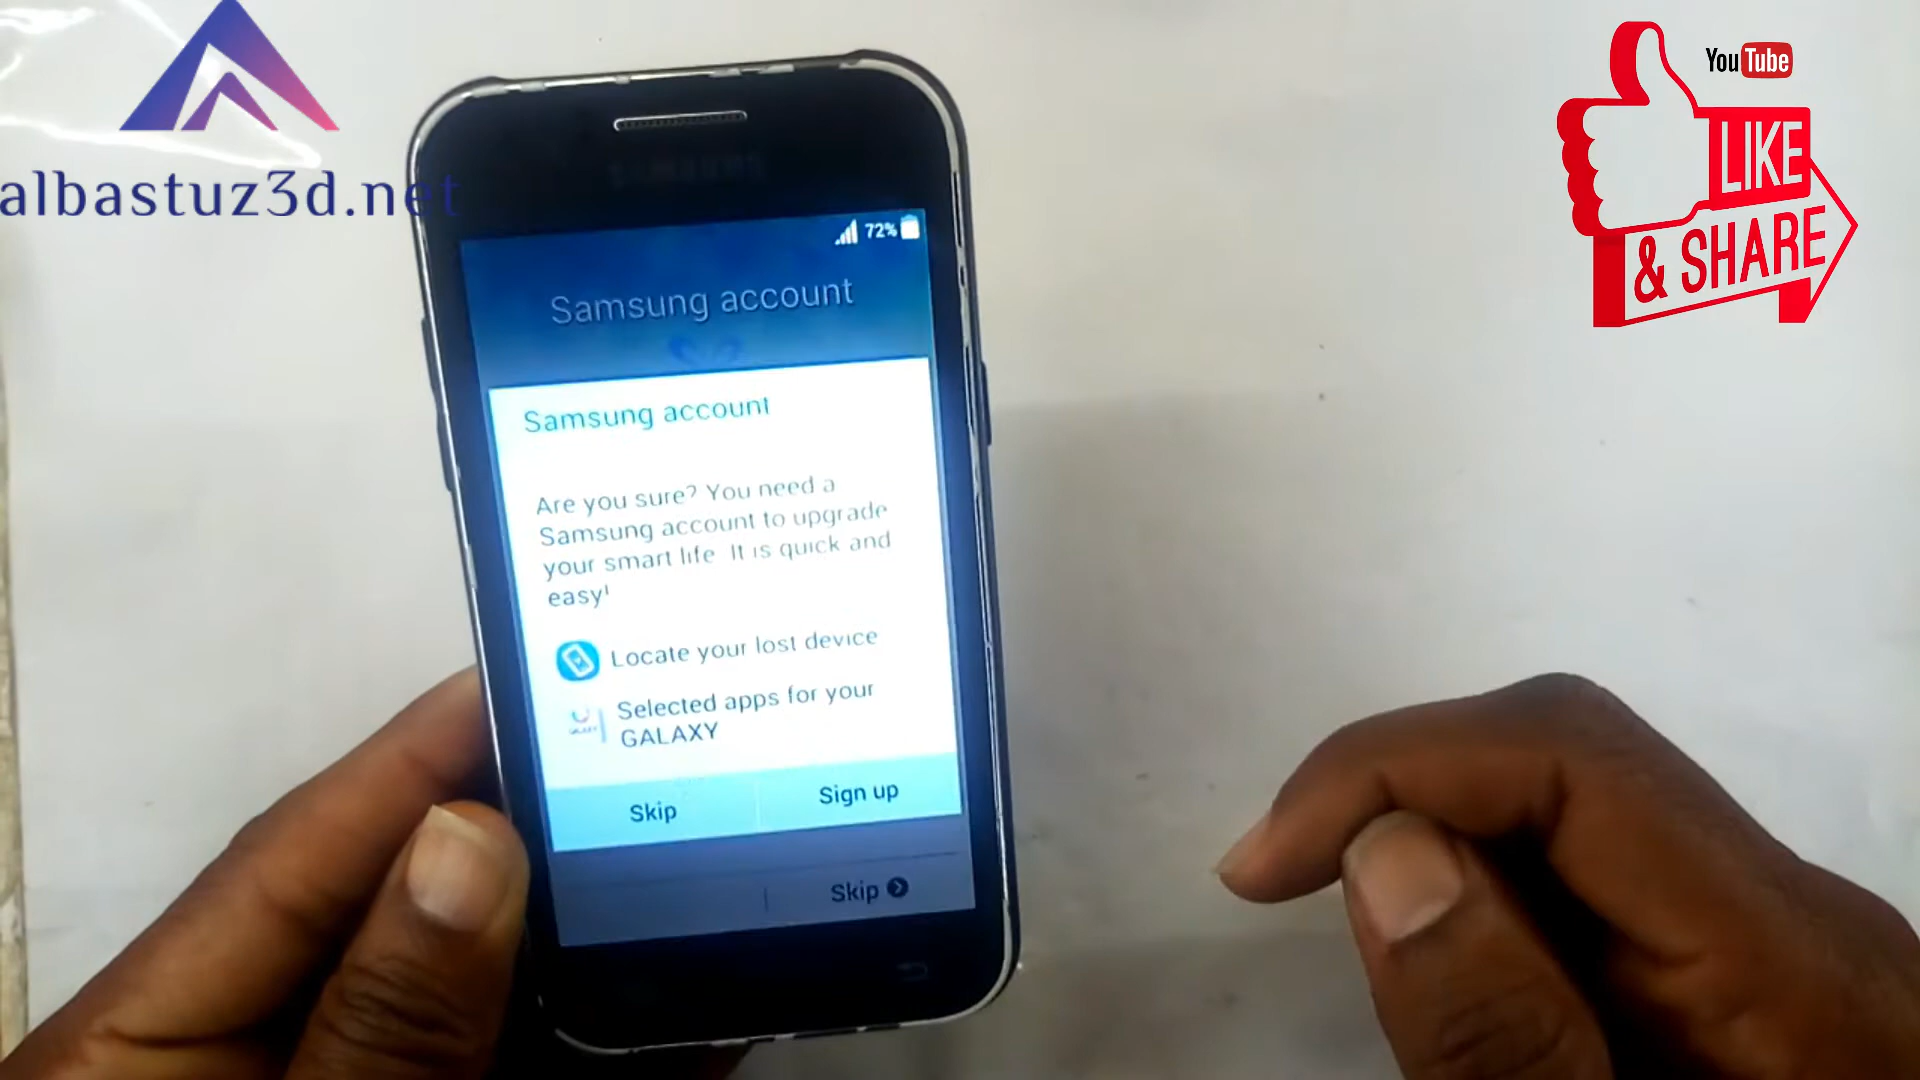 albastuz3d.net
YouTube
LIKE
& SHARE
SAMSUNG
72%
Samsung account
Samsung account
Are you sure? You need a
Samsung account to upgrade
your smart life. It is quick and
easy!
Locate your lost device
Selected apps for your
GALAXY
Skip
Sign up
Skip